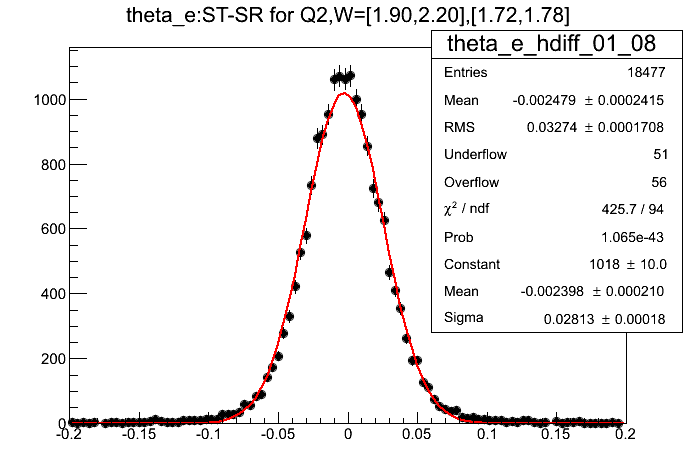 theta_e:ST-SR for Q2,W=[1.90,2.20],[1.72,1.78]
theta_e_hdiff_01_08
Entries 18477
Mean -0.002479 ± 0.0002415
RMS 0.03274 ± 0.0001708
Underflow 51
Overflow 56
χ² / ndf 425.7 / 94
Prob 1.065e-43
Constant 1018 ± 10.0
Mean -0.002398 ± 0.000210
Sigma 0.02813 ± 0.00018
1000
800
600
400
200
0
-0.2 -0.15 -0.1 -0.05 0 0.05 0.1 0.15 0.2